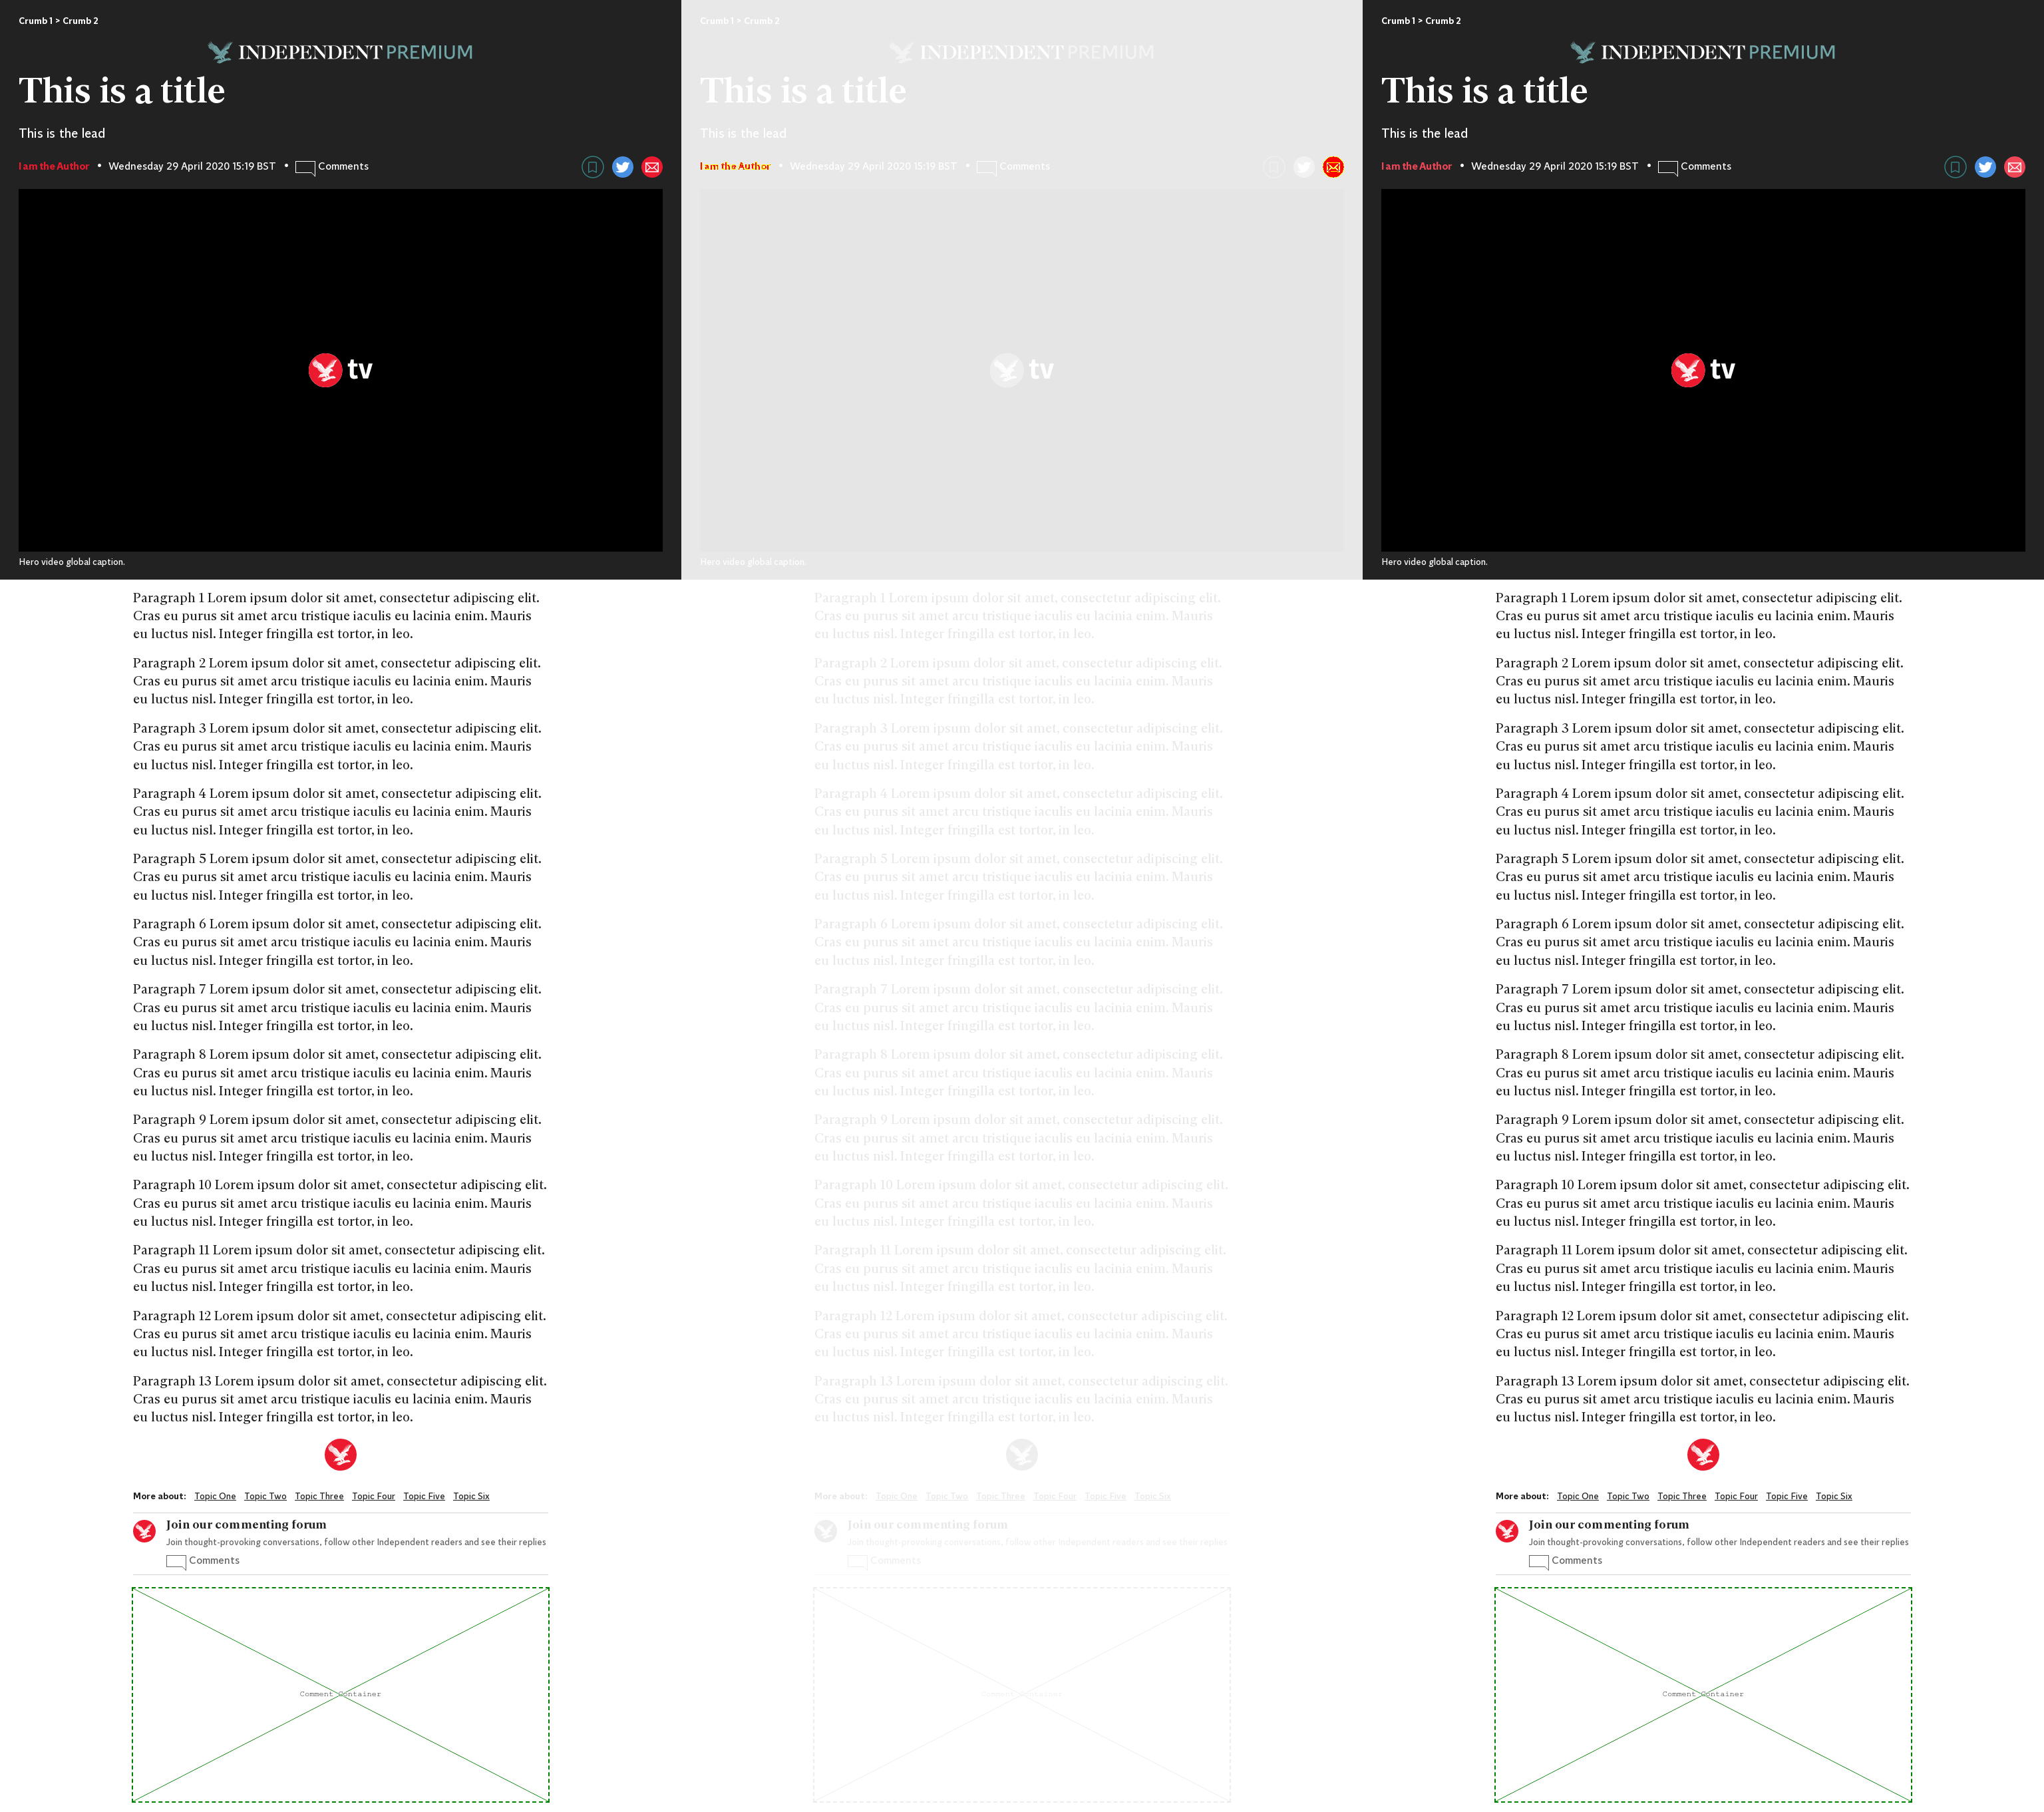 Crumb 1 > Crumb 2
INDEPENDENT PREMIUM
This is a title
This is the lead
I am the Author • Wednesday 29 April 2020 15:19 BST • Comments
tv
Hero video global caption.
Paragraph 1 Lorem ipsum dolor sit amet, consectetur adipiscing elit.
Cras eu purus sit amet arcu tristique iaculis eu lacinia enim. Mauris
eu luctus nisl. Integer fringilla est tortor, in leo.
Paragraph 2 Lorem ipsum dolor sit amet, consectetur adipiscing elit.
Cras eu purus sit amet arcu tristique iaculis eu lacinia enim. Mauris
eu luctus nisl. Integer fringilla est tortor, in leo.
Paragraph 3 Lorem ipsum dolor sit amet, consectetur adipiscing elit.
Cras eu purus sit amet arcu tristique iaculis eu lacinia enim. Mauris
eu luctus nisl. Integer fringilla est tortor, in leo.
Paragraph 4 Lorem ipsum dolor sit amet, consectetur adipiscing elit.
Cras eu purus sit amet arcu tristique iaculis eu lacinia enim. Mauris
eu luctus nisl. Integer fringilla est tortor, in leo.
Paragraph 5 Lorem ipsum dolor sit amet, consectetur adipiscing elit.
Cras eu purus sit amet arcu tristique iaculis eu lacinia enim. Mauris
eu luctus nisl. Integer fringilla est tortor, in leo.
Paragraph 6 Lorem ipsum dolor sit amet, consectetur adipiscing elit.
Cras eu purus sit amet arcu tristique iaculis eu lacinia enim. Mauris
eu luctus nisl. Integer fringilla est tortor, in leo.
Paragraph 7 Lorem ipsum dolor sit amet, consectetur adipiscing elit.
Cras eu purus sit amet arcu tristique iaculis eu lacinia enim. Mauris
eu luctus nisl. Integer fringilla est tortor, in leo.
Paragraph 8 Lorem ipsum dolor sit amet, consectetur adipiscing elit.
Cras eu purus sit amet arcu tristique iaculis eu lacinia enim. Mauris
eu luctus nisl. Integer fringilla est tortor, in leo.
Paragraph 9 Lorem ipsum dolor sit amet, consectetur adipiscing elit.
Cras eu purus sit amet arcu tristique iaculis eu lacinia enim. Mauris
eu luctus nisl. Integer fringilla est tortor, in leo.
Paragraph 10 Lorem ipsum dolor sit amet, consectetur adipiscing elit.
Cras eu purus sit amet arcu tristique iaculis eu lacinia enim. Mauris
eu luctus nisl. Integer fringilla est tortor, in leo.
Paragraph 11 Lorem ipsum dolor sit amet, consectetur adipiscing elit.
Cras eu purus sit amet arcu tristique iaculis eu lacinia enim. Mauris
eu luctus nisl. Integer fringilla est tortor, in leo.
Paragraph 12 Lorem ipsum dolor sit amet, consectetur adipiscing elit.
Cras eu purus sit amet arcu tristique iaculis eu lacinia enim. Mauris
eu luctus nisl. Integer fringilla est tortor, in leo.
Paragraph 13 Lorem ipsum dolor sit amet, consectetur adipiscing elit.
Cras eu purus sit amet arcu tristique iaculis eu lacinia enim. Mauris
eu luctus nisl. Integer fringilla est tortor, in leo.
More about: Topic One Topic Two Topic Three Topic Four Topic Five Topic Six
Join our commenting forum
Join thought-provoking conversations, follow other Independent readers and see their replies
Comments
Comment Container
Crumb 1 > Crumb 2
INDEPENDENT PREMIUM
This is a title
This is the lead
I am the Author • Wednesday 29 April 2020 15:19 BST • Comments
tv
Hero video global caption.
Paragraph 1 Lorem ipsum dolor sit amet, consectetur adipiscing elit.
Cras eu purus sit amet arcu tristique iaculis eu lacinia enim. Mauris
eu luctus nisl. Integer fringilla est tortor, in leo.
Paragraph 2 Lorem ipsum dolor sit amet, consectetur adipiscing elit.
Cras eu purus sit amet arcu tristique iaculis eu lacinia enim. Mauris
eu luctus nisl. Integer fringilla est tortor, in leo.
Paragraph 3 Lorem ipsum dolor sit amet, consectetur adipiscing elit.
Cras eu purus sit amet arcu tristique iaculis eu lacinia enim. Mauris
eu luctus nisl. Integer fringilla est tortor, in leo.
Paragraph 4 Lorem ipsum dolor sit amet, consectetur adipiscing elit.
Cras eu purus sit amet arcu tristique iaculis eu lacinia enim. Mauris
eu luctus nisl. Integer fringilla est tortor, in leo.
Paragraph 5 Lorem ipsum dolor sit amet, consectetur adipiscing elit.
Cras eu purus sit amet arcu tristique iaculis eu lacinia enim. Mauris
eu luctus nisl. Integer fringilla est tortor, in leo.
Paragraph 6 Lorem ipsum dolor sit amet, consectetur adipiscing elit.
Cras eu purus sit amet arcu tristique iaculis eu lacinia enim. Mauris
eu luctus nisl. Integer fringilla est tortor, in leo.
Paragraph 7 Lorem ipsum dolor sit amet, consectetur adipiscing elit.
Cras eu purus sit amet arcu tristique iaculis eu lacinia enim. Mauris
eu luctus nisl. Integer fringilla est tortor, in leo.
Paragraph 8 Lorem ipsum dolor sit amet, consectetur adipiscing elit.
Cras eu purus sit amet arcu tristique iaculis eu lacinia enim. Mauris
eu luctus nisl. Integer fringilla est tortor, in leo.
Paragraph 9 Lorem ipsum dolor sit amet, consectetur adipiscing elit.
Cras eu purus sit amet arcu tristique iaculis eu lacinia enim. Mauris
eu luctus nisl. Integer fringilla est tortor, in leo.
Paragraph 10 Lorem ipsum dolor sit amet, consectetur adipiscing elit.
Cras eu purus sit amet arcu tristique iaculis eu lacinia enim. Mauris
eu luctus nisl. Integer fringilla est tortor, in leo.
Paragraph 11 Lorem ipsum dolor sit amet, consectetur adipiscing elit.
Cras eu purus sit amet arcu tristique iaculis eu lacinia enim. Mauris
eu luctus nisl. Integer fringilla est tortor, in leo.
Paragraph 12 Lorem ipsum dolor sit amet, consectetur adipiscing elit.
Cras eu purus sit amet arcu tristique iaculis eu lacinia enim. Mauris
eu luctus nisl. Integer fringilla est tortor, in leo.
Paragraph 13 Lorem ipsum dolor sit amet, consectetur adipiscing elit.
Cras eu purus sit amet arcu tristique iaculis eu lacinia enim. Mauris
eu luctus nisl. Integer fringilla est tortor, in leo.
More about: Topic One Topic Two Topic Three Topic Four Topic Five Topic Six
Join our commenting forum
Join thought-provoking conversations, follow other Independent readers and see their replies
Comments
Crumb 1 > Crumb 2
INDEPENDENT PREMIUM
This is a title
This is the lead
I am the Author • Wednesday 29 April 2020 15:19 BST • Comments
tv
Hero video global caption.
Paragraph 1 Lorem ipsum dolor sit amet, consectetur adipiscing elit.
Cras eu purus sit amet arcu tristique iaculis eu lacinia enim. Mauris
eu luctus nisl. Integer fringilla est tortor, in leo.
Paragraph 2 Lorem ipsum dolor sit amet, consectetur adipiscing elit.
Cras eu purus sit amet arcu tristique iaculis eu lacinia enim. Mauris
eu luctus nisl. Integer fringilla est tortor, in leo.
Paragraph 3 Lorem ipsum dolor sit amet, consectetur adipiscing elit.
Cras eu purus sit amet arcu tristique iaculis eu lacinia enim. Mauris
eu luctus nisl. Integer fringilla est tortor, in leo.
Paragraph 4 Lorem ipsum dolor sit amet, consectetur adipiscing elit.
Cras eu purus sit amet arcu tristique iaculis eu lacinia enim. Mauris
eu luctus nisl. Integer fringilla est tortor, in leo.
Paragraph 5 Lorem ipsum dolor sit amet, consectetur adipiscing elit.
Cras eu purus sit amet arcu tristique iaculis eu lacinia enim. Mauris
eu luctus nisl. Integer fringilla est tortor, in leo.
Paragraph 6 Lorem ipsum dolor sit amet, consectetur adipiscing elit.
Cras eu purus sit amet arcu tristique iaculis eu lacinia enim. Mauris
eu luctus nisl. Integer fringilla est tortor, in leo.
Paragraph 7 Lorem ipsum dolor sit amet, consectetur adipiscing elit.
Cras eu purus sit amet arcu tristique iaculis eu lacinia enim. Mauris
eu luctus nisl. Integer fringilla est tortor, in leo.
Paragraph 8 Lorem ipsum dolor sit amet, consectetur adipiscing elit.
Cras eu purus sit amet arcu tristique iaculis eu lacinia enim. Mauris
eu luctus nisl. Integer fringilla est tortor, in leo.
Paragraph 9 Lorem ipsum dolor sit amet, consectetur adipiscing elit.
Cras eu purus sit amet arcu tristique iaculis eu lacinia enim. Mauris
eu luctus nisl. Integer fringilla est tortor, in leo.
Paragraph 10 Lorem ipsum dolor sit amet, consectetur adipiscing elit.
Cras eu purus sit amet arcu tristique iaculis eu lacinia enim. Mauris
eu luctus nisl. Integer fringilla est tortor, in leo.
Paragraph 11 Lorem ipsum dolor sit amet, consectetur adipiscing elit.
Cras eu purus sit amet arcu tristique iaculis eu lacinia enim. Mauris
eu luctus nisl. Integer fringilla est tortor, in leo.
Paragraph 12 Lorem ipsum dolor sit amet, consectetur adipiscing elit.
Cras eu purus sit amet arcu tristique iaculis eu lacinia enim. Mauris
eu luctus nisl. Integer fringilla est tortor, in leo.
Paragraph 13 Lorem ipsum dolor sit amet, consectetur adipiscing elit.
Cras eu purus sit amet arcu tristique iaculis eu lacinia enim. Mauris
eu luctus nisl. Integer fringilla est tortor, in leo.
More about: Topic One Topic Two Topic Three Topic Four Topic Five Topic Six
Join our commenting forum
Join thought-provoking conversations, follow other Independent readers and see their replies
Comments
Comment Container